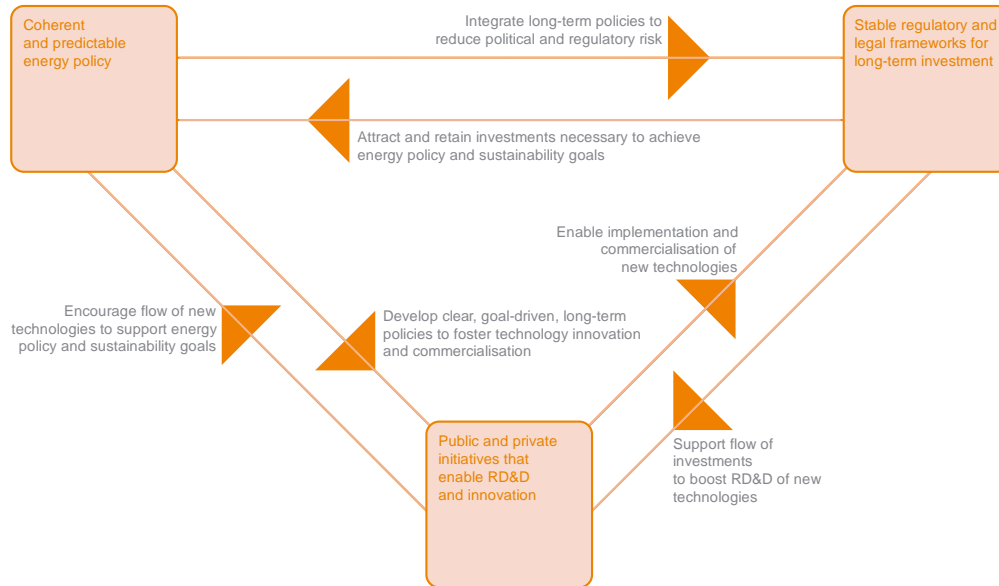 Coherent
and predictable
energy policy
Integrate long-term policies to
reduce political and regulatory risk
Stable regulatory and
legal frameworks for
long-term investment
Attract and retain investments necessary to achieve
energy policy and sustainability goals
Enable implementation and
commercialisation of
new technologies
Encourage flow of new
technologies to support energy
policy and sustainability goals
Develop clear, goal-driven, long-term
policies to foster technology innovation
and commercialisation
Public and private
initiatives that
enable RD&D
and innovation
Support flow of
investments
to boost RD&D of new
technologies